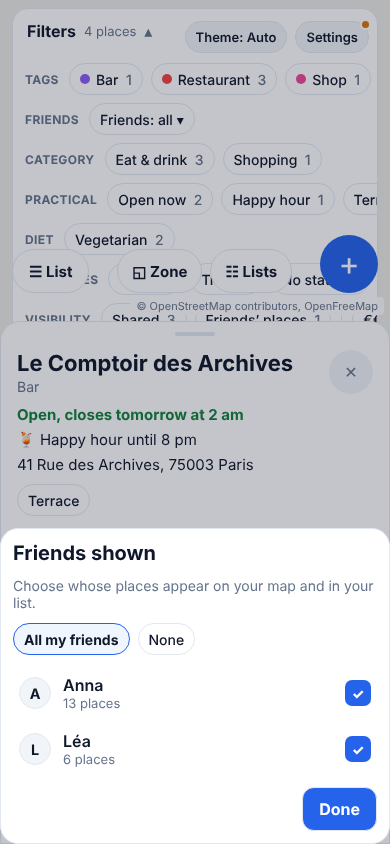 Filters 4 places ▲ Theme: Auto Settings
TAGS Bar 1 Restaurant 3 Shop 1
FRIENDS Friends: all ▾
CATEGORY Eat & drink 3 Shopping 1
PRACTICAL Open now 2 Happy hour 1
DIET Vegetarian 2
☰ List ◱ Zone ☷ Lists +
© OpenStreetMap contributors, OpenFreeMap
VISIBILITY Shared 3 Friends' places 1
Le Comptoir des Archives ×
Bar
Open, closes tomorrow at 2 am
🍹 Happy hour until 8 pm
41 Rue des Archives, 75003 Paris
Terrace
Friends shown
Choose whose places appear on your map and in your
list.
All my friends None
A Anna
13 places
L Léa
6 places
Done